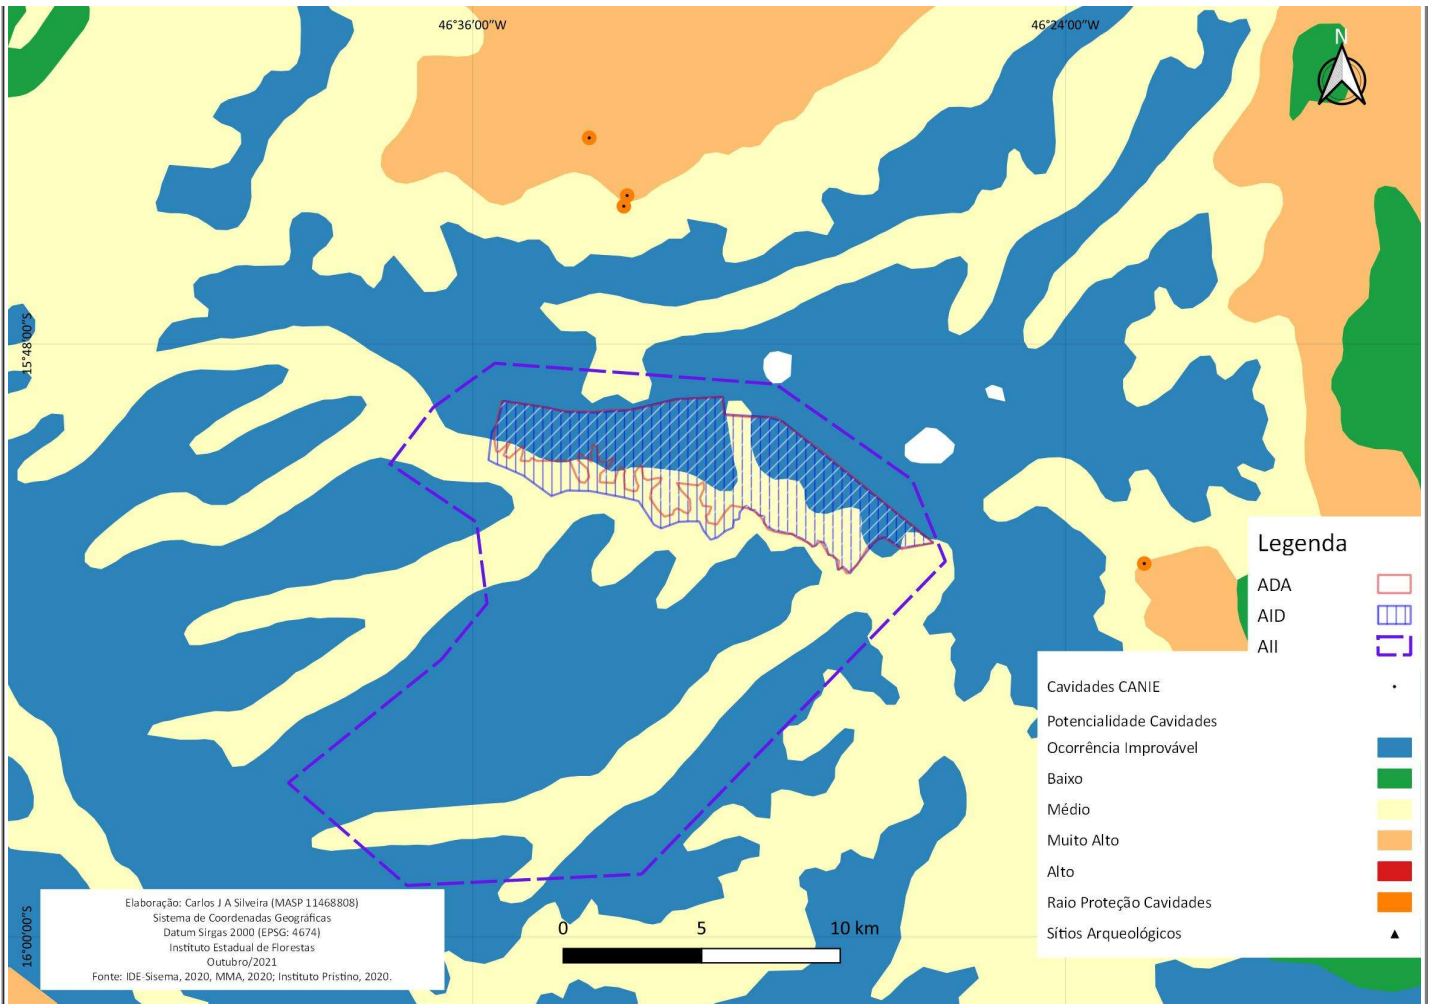 46°36'00"W
46°24'00"W
N
15°48'00"S
Legenda
ADA
AID
AII
Cavidades CANIE
Potencialidade Cavidades
Ocorrência Improvável
Baixo
Médio
Muito Alto
Alto
Raio Proteção Cavidades
Sítios Arqueológicos
16°00'00"S
Elaboração: Carlos J A Silveira (MASP 11468808)
Sistema de Coordenadas Geográficas
Datum Sirgas 2000 (EPSG: 4674)
Instituto Estadual de Florestas
Outubro/2021
Fonte: IDE-Sisema, 2020, MMA, 2020; Instituto Prístino, 2020.
0 5 10 km